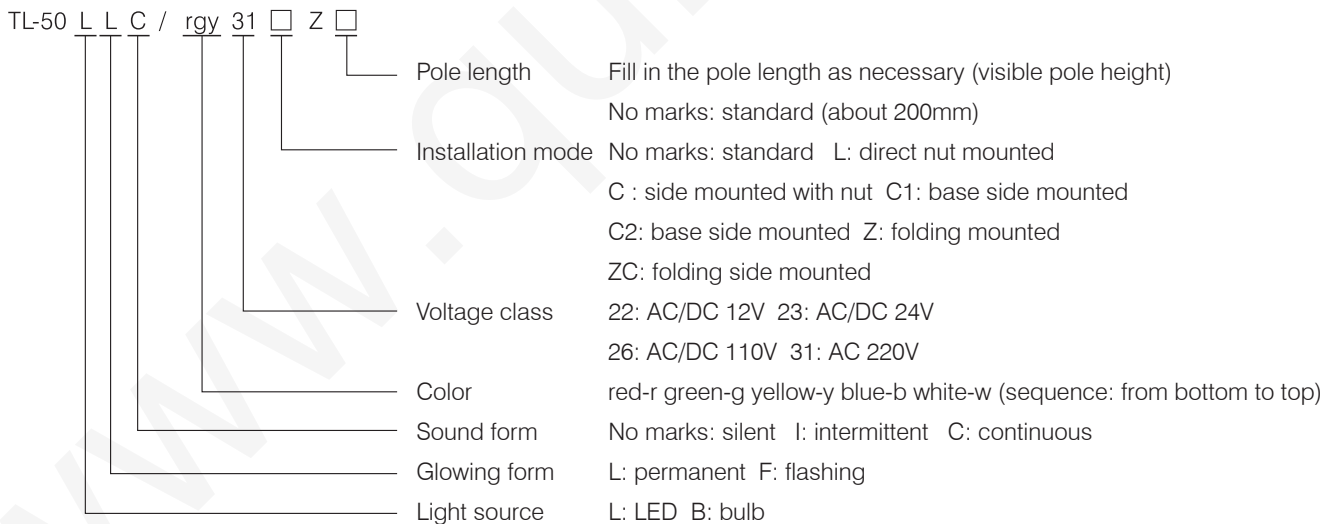 TL-50 L L C / rgy 31 □ Z □
Pole length Fill in the pole length as necessary (visible pole height)
No marks: standard (about 200mm)
Installation mode No marks: standard L: direct nut mounted
C : side mounted with nut C1: base side mounted
C2: base side mounted Z: folding mounted
ZC: folding side mounted
Voltage class 22: AC/DC 12V 23: AC/DC 24V
26: AC/DC 110V 31: AC 220V
Color red-r green-g yellow-y blue-b white-w (sequence: from bottom to top)
Sound form No marks: silent I: intermittent C: continuous
Glowing form L: permanent F: flashing
Light source L: LED B: bulb